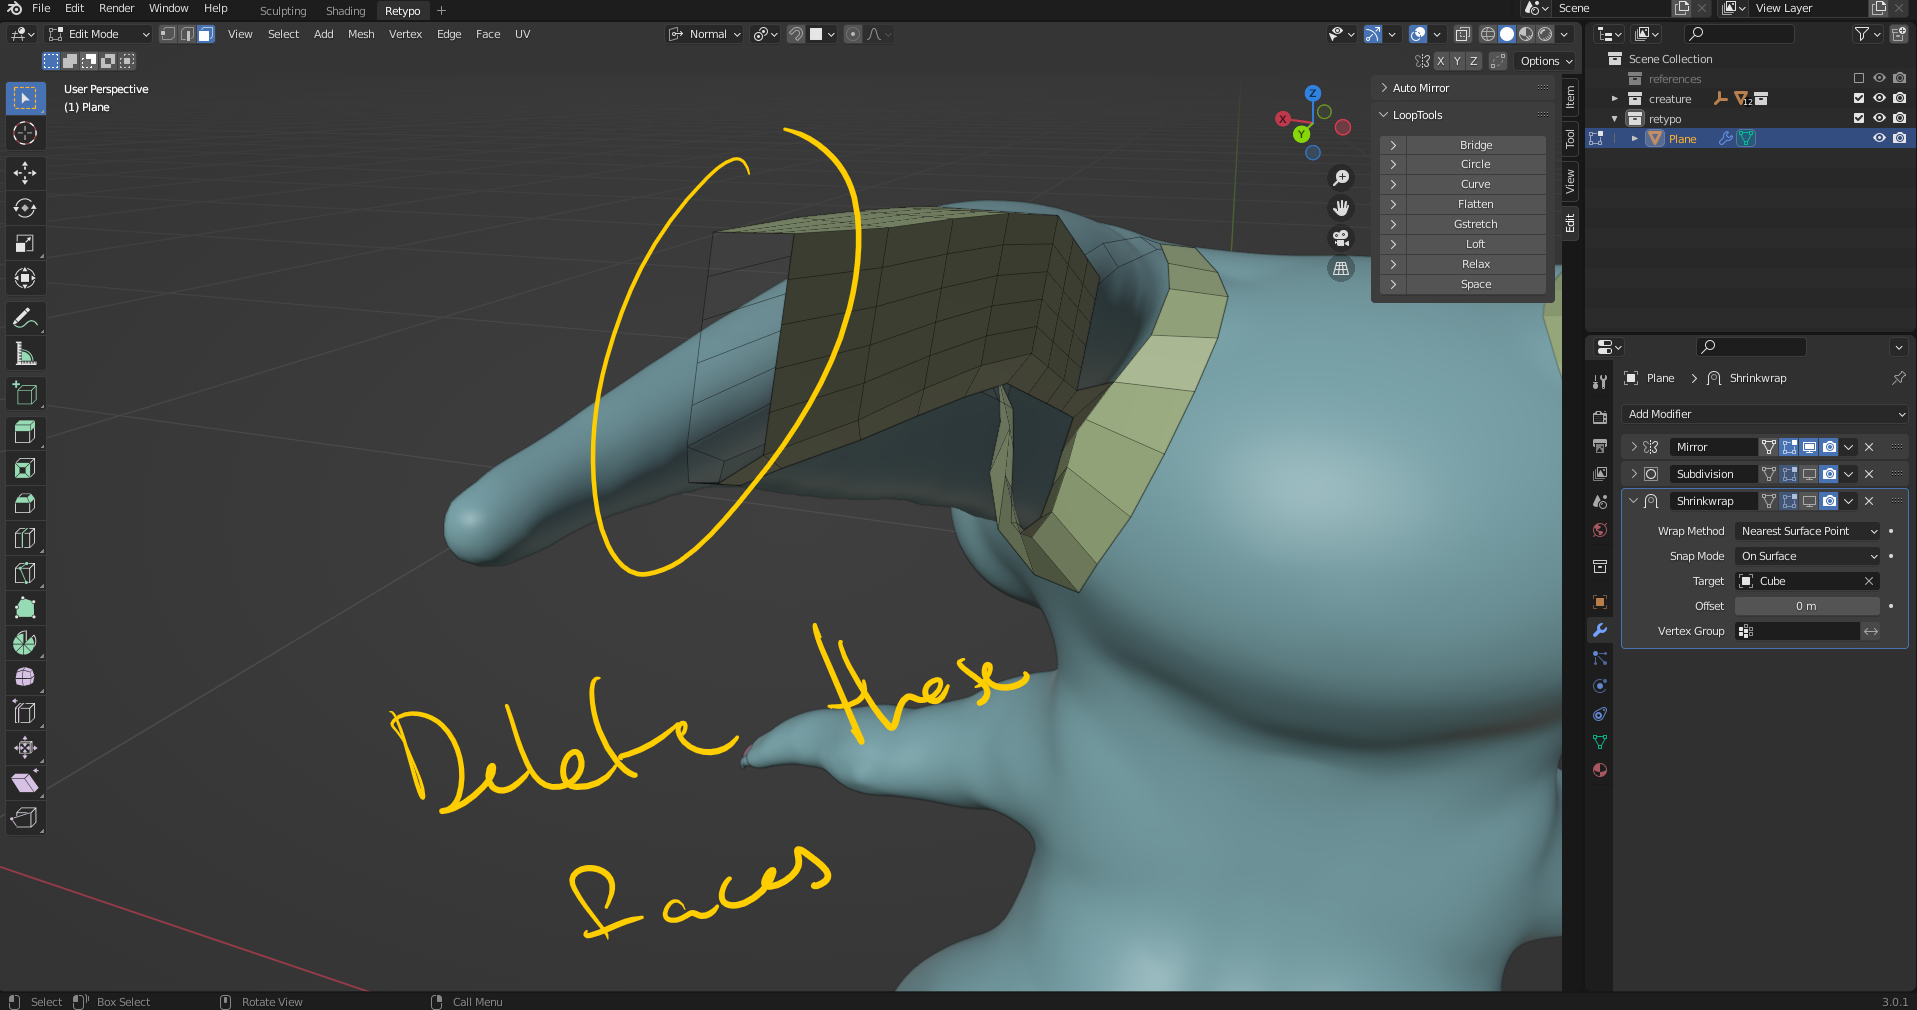 File Edit Render Window Help Sculpting Shading Retypo + Scene View Layer
Edit Mode View Select Add Mesh Vertex Edge Face UV Normal
X Y Z Options
User Perspective
(1) Plane
Z
X
Y
Auto Mirror
LoopTools
Bridge
Circle
Curve
Flatten
Gstretch
Loft
Relax
Space
Item
Tool
View
Edit
Scene Collection
references
creature 12
retypo
Plane
Plane > Shrinkwrap
Add Modifier
Mirror
Subdivision
Shrinkwrap
Wrap Method Nearest Surface Point
Snap Mode On Surface
Target Cube
Offset 0 m
Vertex Group
Delete these
Faces
Select Box Select Rotate View Call Menu 3.0.1